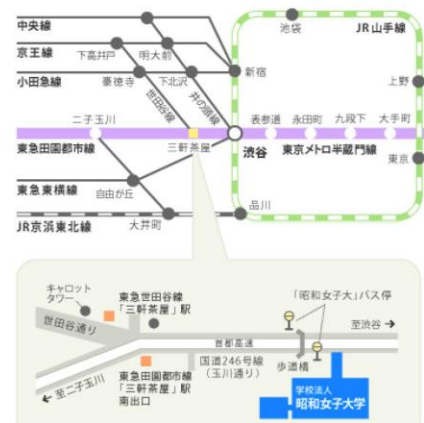 中央線
京王線
小田急線
下高井戸
明大前
豪徳寺
下北沢
世田谷線
井の頭線
新宿
池袋
JR山手線
上野
二子玉川
東急田園都市線
三軒茶屋
渋谷
表参道
永田町
九段下
大手町
東京メトロ半蔵門線
東京
東急東横線
自由が丘
JR京浜東北線
大井町
品川
キャロット
タワー
世田谷通り
東急世田谷線
「三軒茶屋」駅
「昭和女子大」バス停
至渋谷
首都高速
国道246号線
(玉川通り)
歩道橋
至二子玉川
東急田園都市線
「三軒茶屋」駅
南出口
学校法人
昭和女子大学